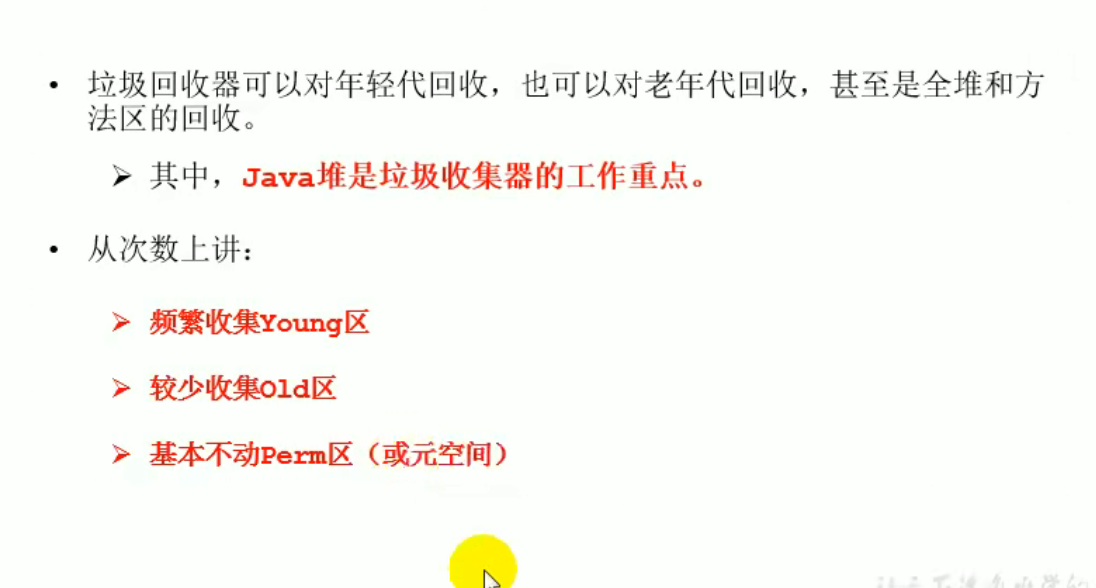 • 垃圾回收器可以对年轻代回收，也可以对老年代回收，甚至是全堆和方
法区的回收。
➢ 其中，Java堆是垃圾收集器的工作重点。
• 从次数上讲：
➢ 频繁收集Young区
➢ 较少收集Old区
➢ 基本不动Perm区（或元空间）